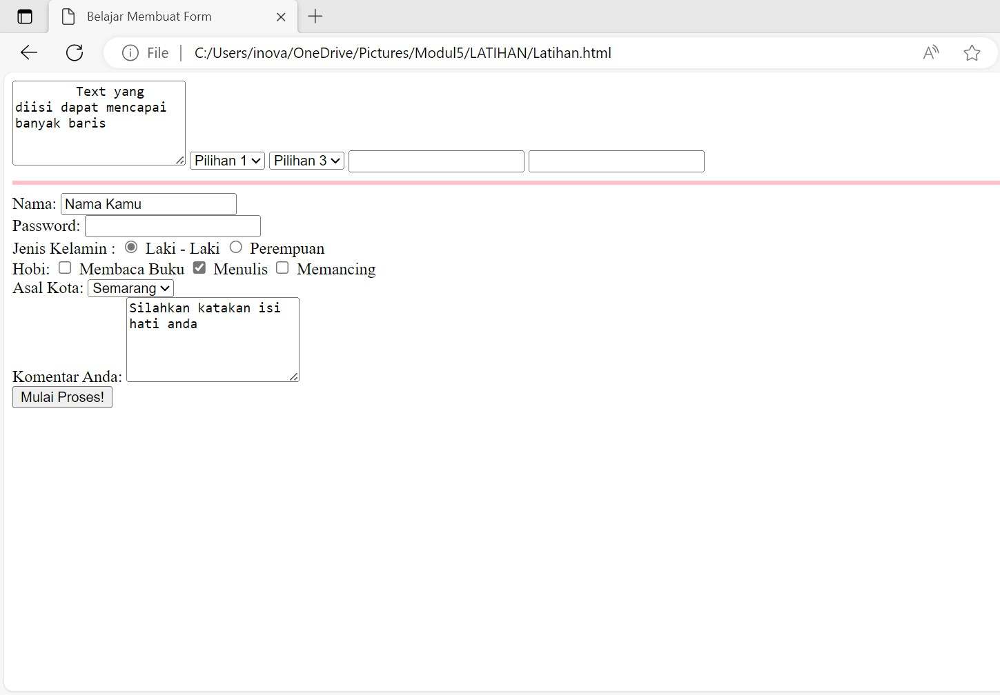 Belajar Membuat Form
File
C:/Users/inova/OneDrive/Pictures/Modul5/LATIHAN/Latihan.html
Text yang
diisi dapat mencapai
banyak baris
Pilihan 1 Pilihan 3
Nama: Nama Kamu
Password:
Jenis Kelamin : Laki - Laki Perempuan
Hobi: Membaca Buku Menulis Memancing
Asal Kota: Semarang
Silahkan katakan isi
hati anda
Komentar Anda:
Mulai Proses!